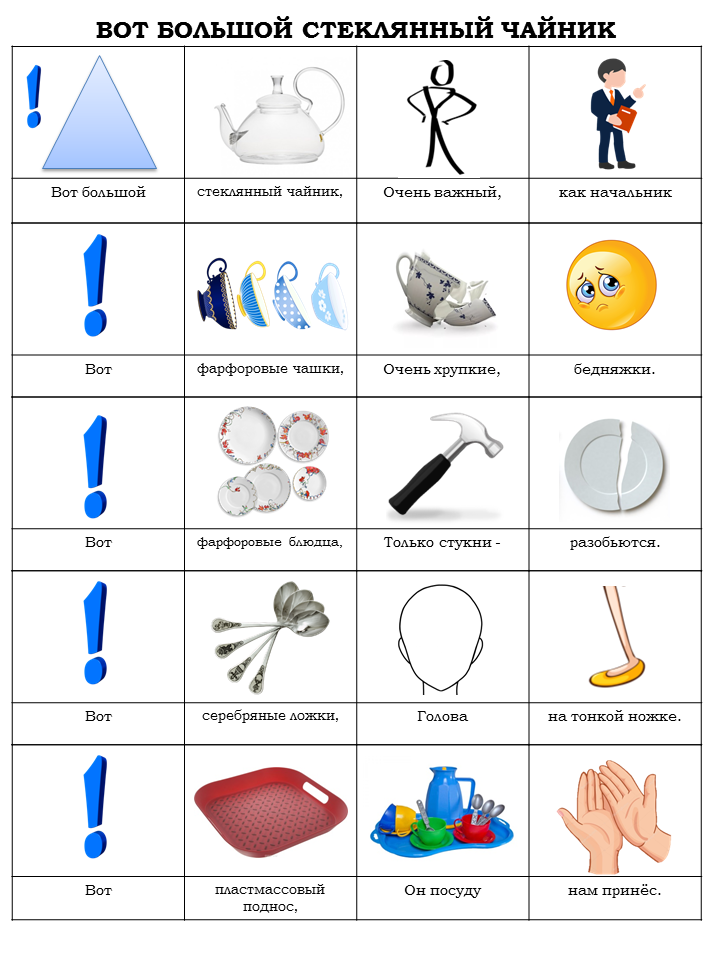 ВОТ БОЛЬШОЙ СТЕКЛЯННЫЙ ЧАЙНИК
Вот большой
стеклянный чайник,
Очень важный,
как начальник
Вот
фарфоровые чашки,
Очень хрупкие,
бедняжки.
Вот
фарфоровые блюдца,
Только стукни -
разобьются.
Вот
серебряные ложки,
Голова
на тонкой ножке.
Вот
пластмассовый
поднос,
Он посуду
нам принёс.